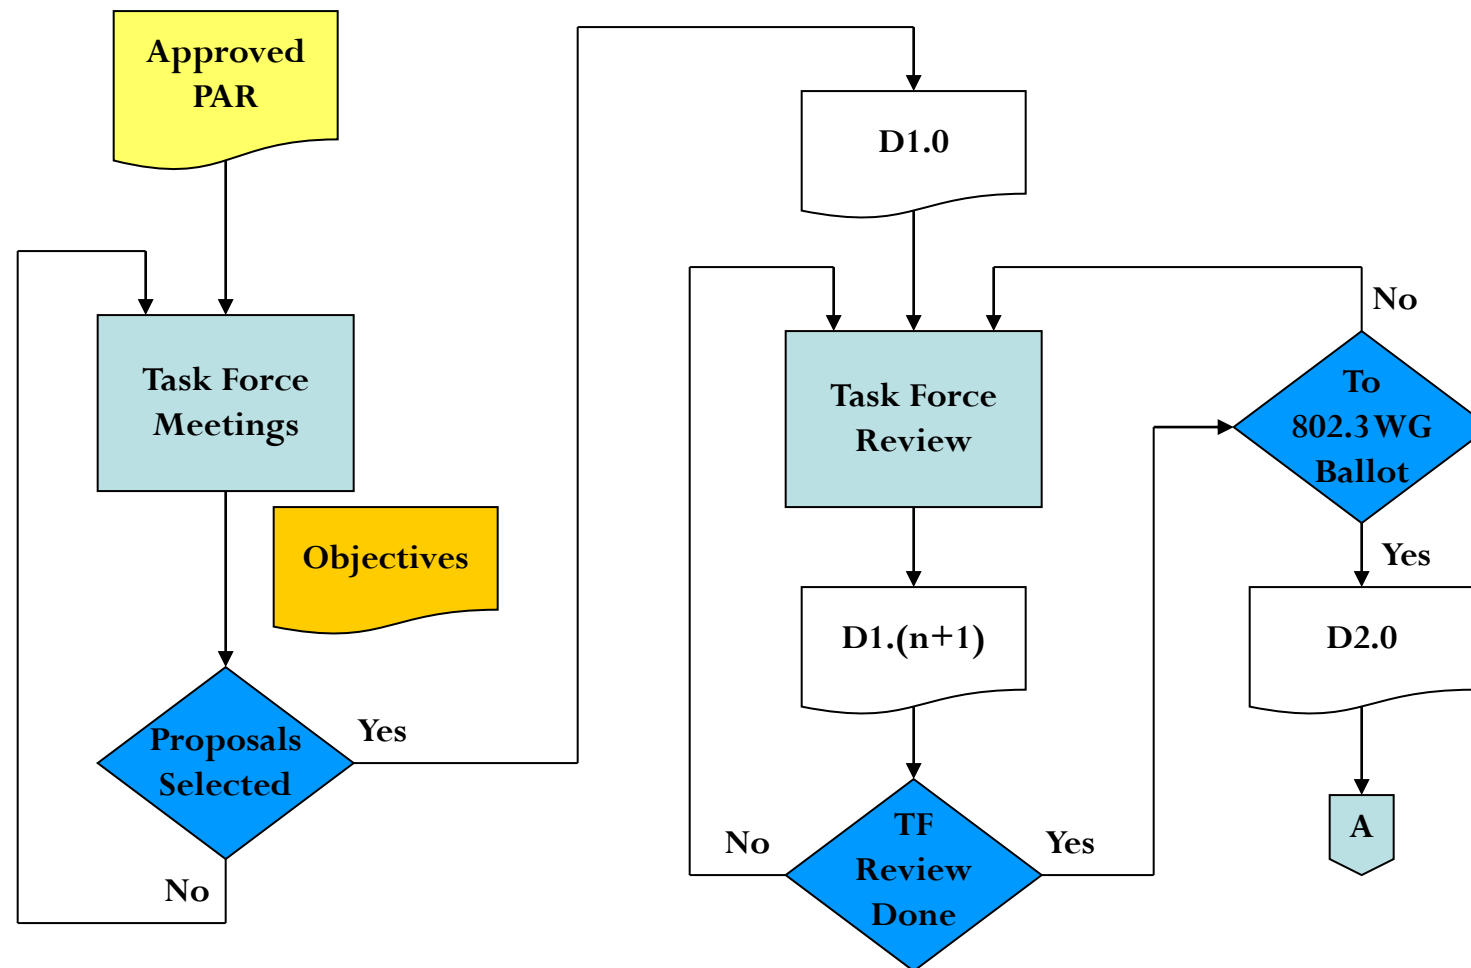 Approved
PAR
Task Force
Meetings
Objectives
Proposals
Selected
Yes
No
D1.0
Task Force
Review
D1.(n+1)
TF
Review
Done
No
Yes
To
802.3 WG
Ballot
No
Yes
D2.0
A